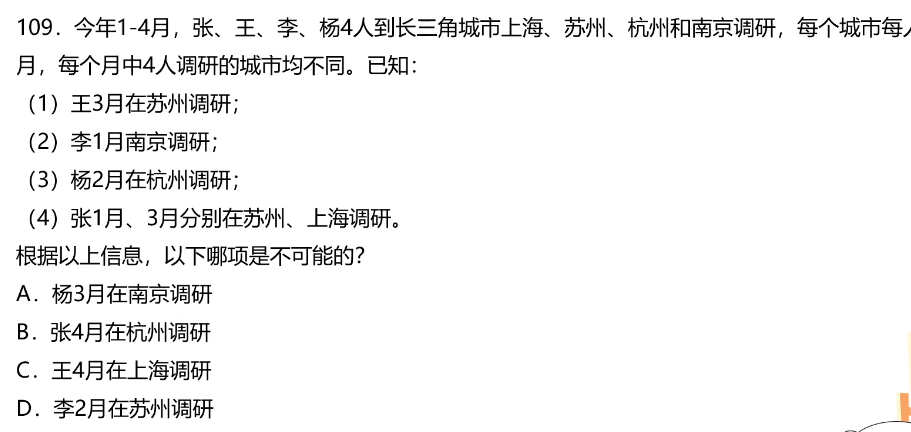 109．今年1-4月，张、王、李、杨4人到长三角城市上海、苏州、杭州和南京调研，每个城市每
月，每个月中4人调研的城市均不同。已知：
（1）王3月在苏州调研；
（2）李1月南京调研；
（3）杨2月在杭州调研；
（4）张1月、3月分别在苏州、上海调研。
根据以上信息，以下哪项是不可能的？
A．杨3月在南京调研
B．张4月在杭州调研
C．王4月在上海调研
D．李2月在苏州调研